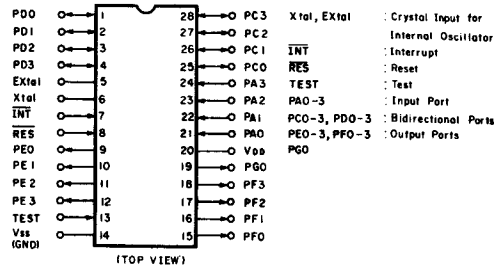 PD0 1 28 PC3 Xtal, EXtal : Crystal Input for
PD1 2 27 PC2 Internal Oscillator
PD2 3 26 PC1 INT : Interrupt
PD3 4 25 PC0 RES : Reset
EXtal 5 24 PA3 TEST : Test
Xtal 6 23 PA2 PA0-3 : Input Port
INT 7 22 PA1 PC0-3, PD0-3 : Bidirectional Ports
RES 8 21 PA0 PE0-3, PF0-3 : Output Ports
PE0 9 20 VDD PG0
PE1 10 19 PG0
PE2 11 18 PF3
PE3 12 17 PF2
TEST 13 16 PF1
Vss 14 15 PF0
(GND)
(TOP VIEW)